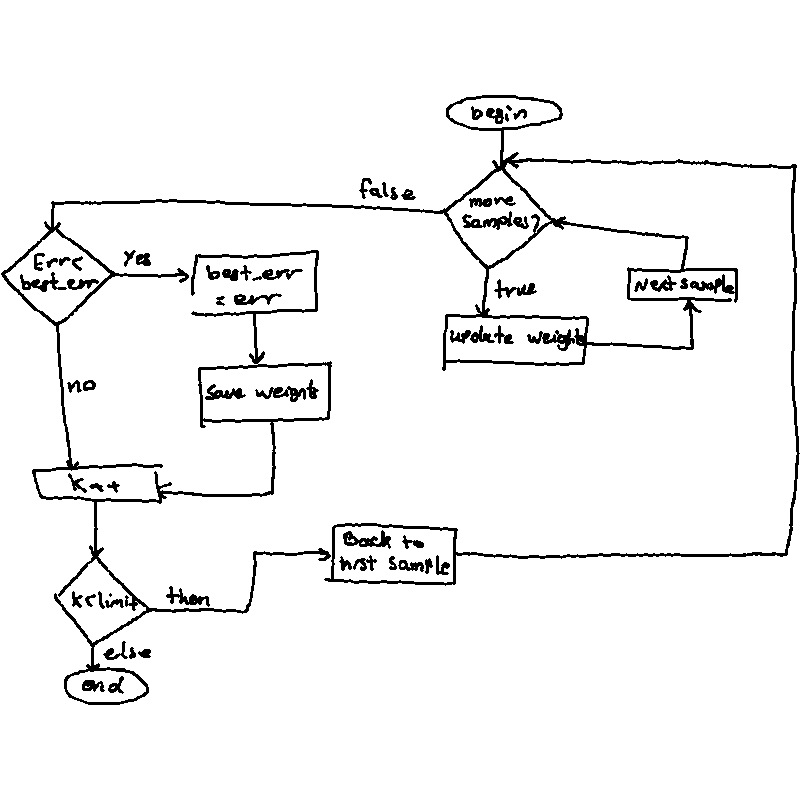 begin
more
samples?
false
true
update weights
Next sample
Err<
best_err
yes
best_err
= err
save weights
no
K++
K<limit
then
Back to
first sample
else
end